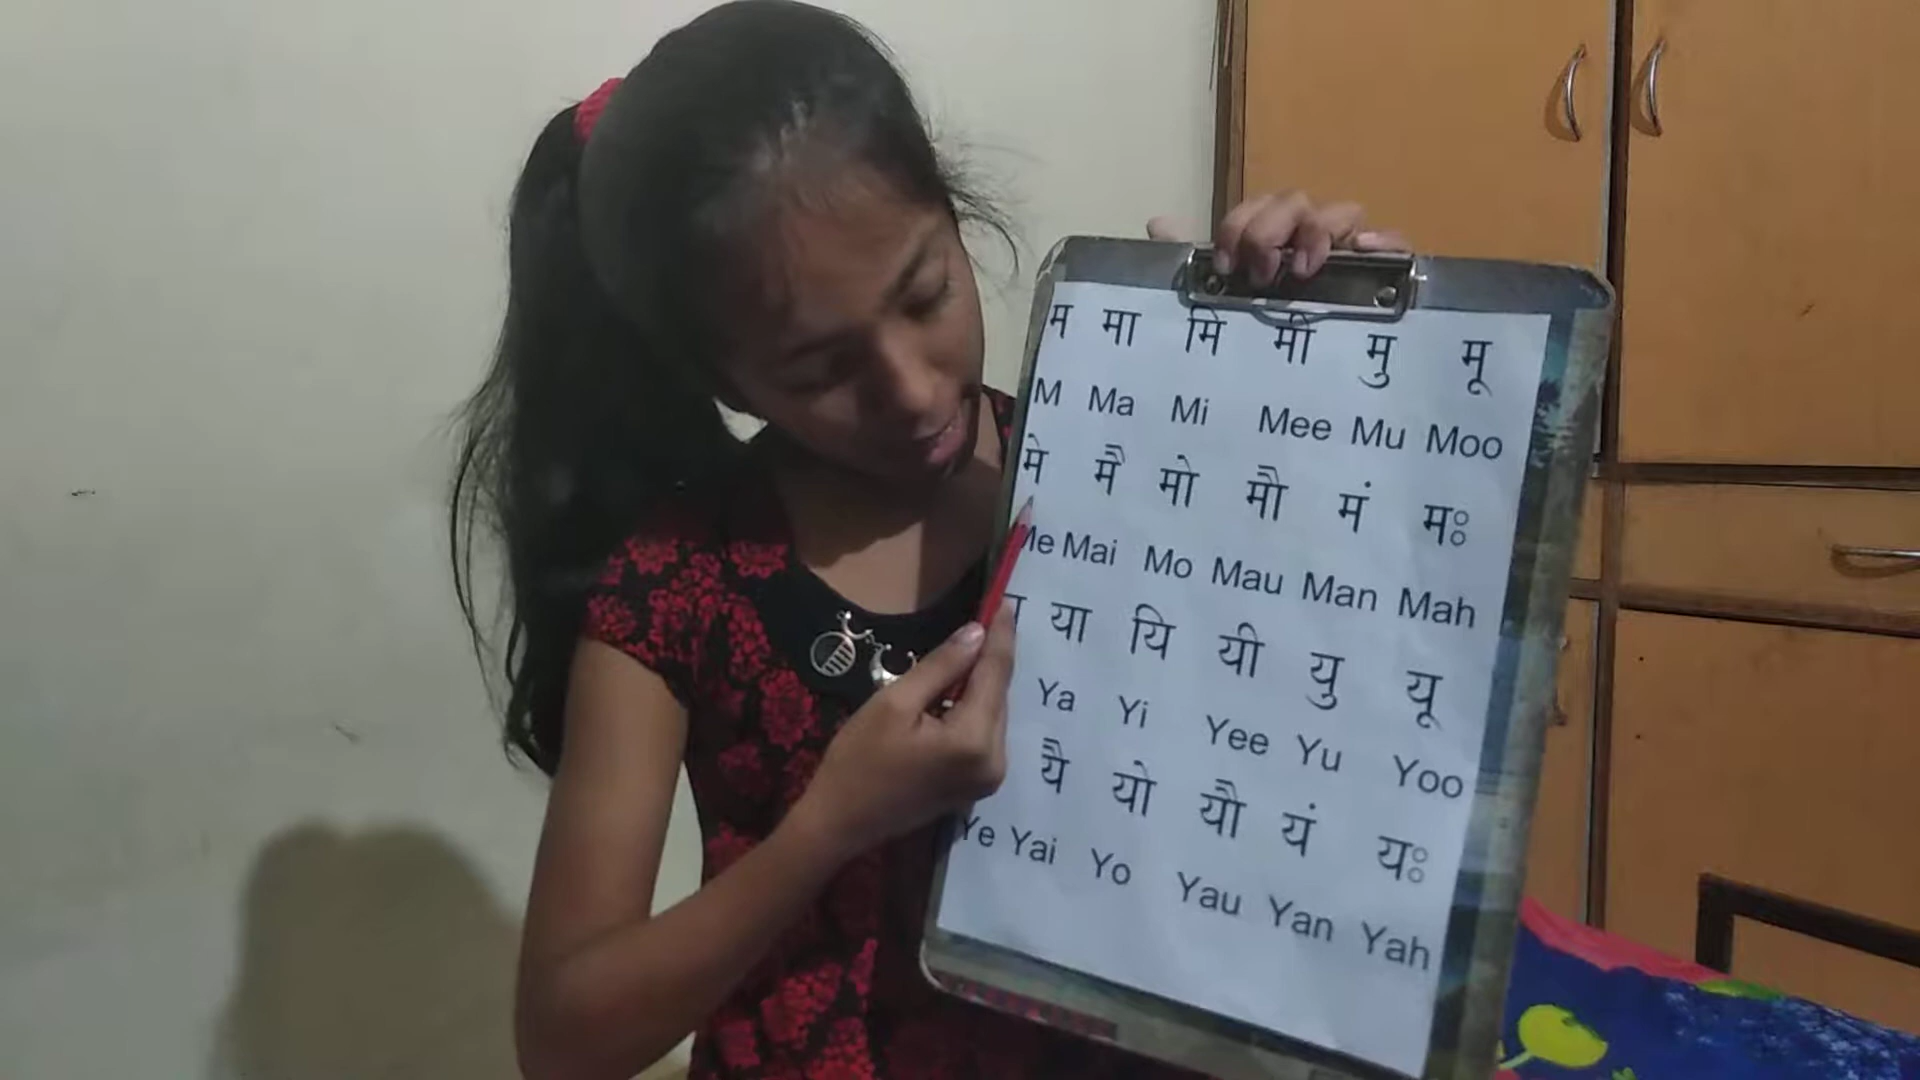 म मा मि मी मु मू
M Ma Mi Mee Mu Moo
मे मै मो मौ मं मः
Me Mai Mo Mau Man Mah
या यि यी यु यू
Ya Yi Yee Yu Yoo
यै यो यौ यं यः
Ye Yai Yo Yau Yan Yah